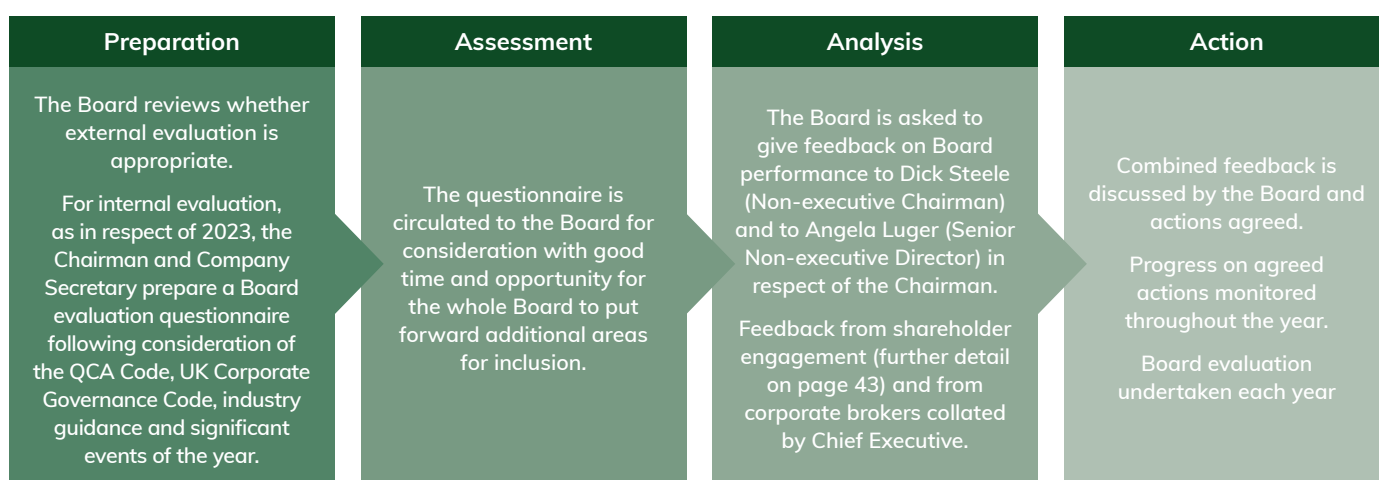 Preparation
The Board reviews whether
external evaluation is
appropriate.
For internal evaluation,
as in respect of 2023, the
Chairman and Company
Secretary prepare a Board
evaluation questionnaire
following consideration of
the QCA Code, UK Corporate
Governance Code, industry
guidance and significant
events of the year.
Assessment
The questionnaire is
circulated to the Board for
consideration with good
time and opportunity for
the whole Board to put
forward additional areas
for inclusion.
Analysis
The Board is asked to
give feedback on Board
performance to Dick Steele
(Non-executive Chairman)
and to Angela Luger (Senior
Non-executive Director) in
respect of the Chairman.
Feedback from shareholder
engagement (further detail
on page 43) and from
corporate brokers collated
by Chief Executive.
Action
Combined feedback is
discussed by the Board and
actions agreed.
Progress on agreed
actions monitored
throughout the year.
Board evaluation
undertaken each year